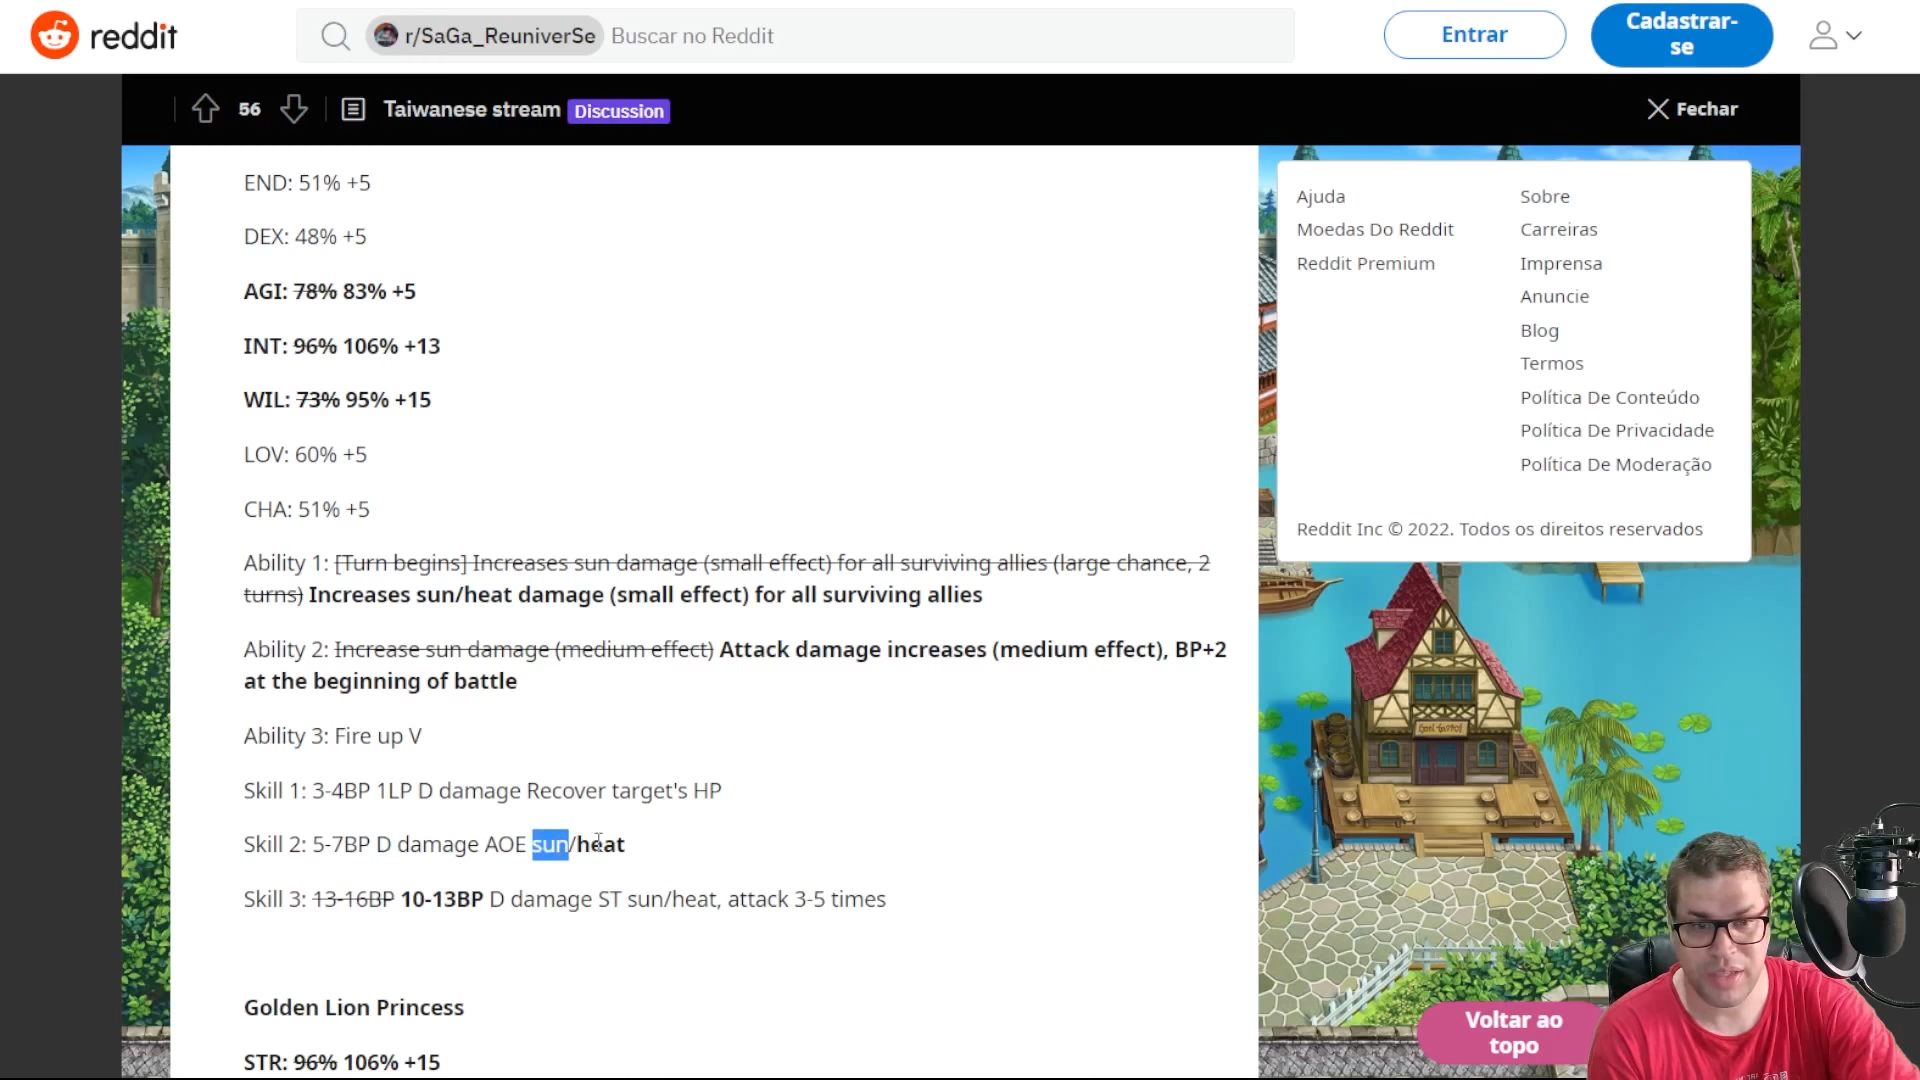 reddit
r/SaGa_ReuniverSe Buscar no Reddit
Entrar
Cadastrar-
se
56 Taiwanese stream Discussion
Fechar
END: 51% +5
DEX: 48% +5
AGI: 78% 83% +5
INT: 96% 106% +13
WIL: 73% 95% +15
LOV: 60% +5
CHA: 51% +5
Ability 1: [Turn begins] Increases sun damage (small effect) for all surviving allies (large chance, 2
turns) Increases sun/heat damage (small effect) for all surviving allies
Ability 2: Increase sun damage (medium effect) Attack damage increases (medium effect), BP+2
at the beginning of battle
Ability 3: Fire up V
Skill 1: 3-4BP 1LP D damage Recover target's HP
Skill 2: 5-7BP D damage AOE sun/heat
Skill 3: 13-16BP 10-13BP D damage ST sun/heat, attack 3-5 times
Golden Lion Princess
STR: 96% 106% +15
Ajuda
Moedas Do Reddit
Reddit Premium
Sobre
Carreiras
Imprensa
Anuncie
Blog
Termos
Política De Conteúdo
Política De Privacidade
Política De Moderação
Reddit Inc © 2022. Todos os direitos reservados
Voltar ao
topo